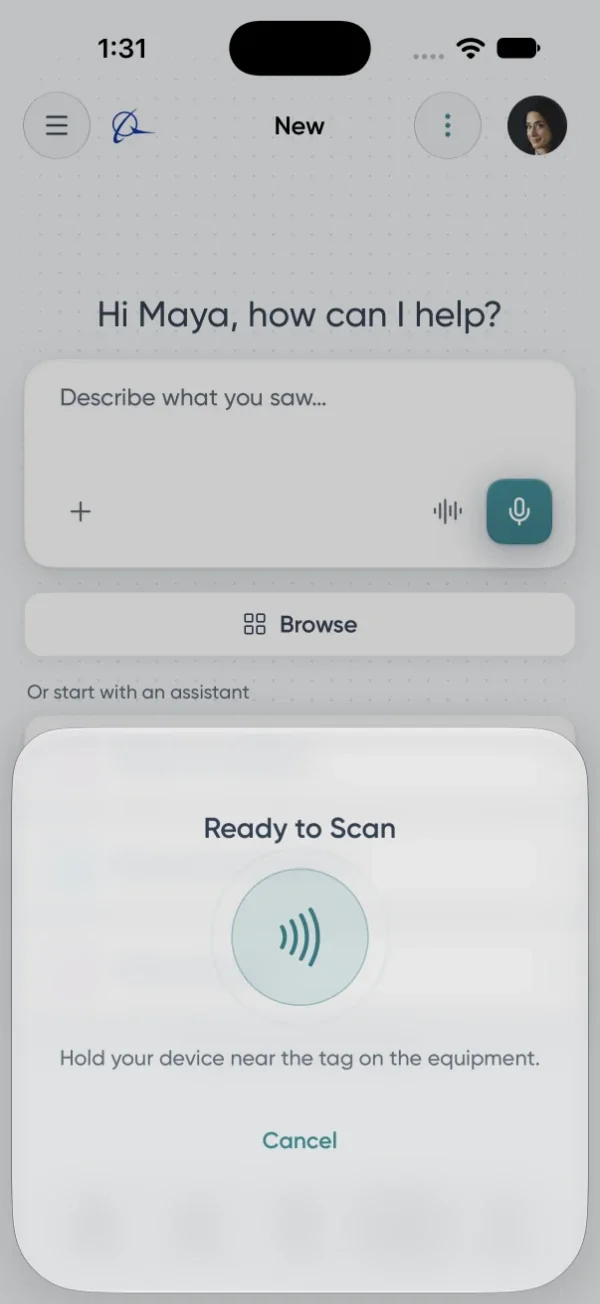 1:31
New
Hi Maya, how can I help?
Describe what you saw...
Browse
Or start with an assistant
Ready to Scan
Hold your device near the tag on the equipment.
Cancel